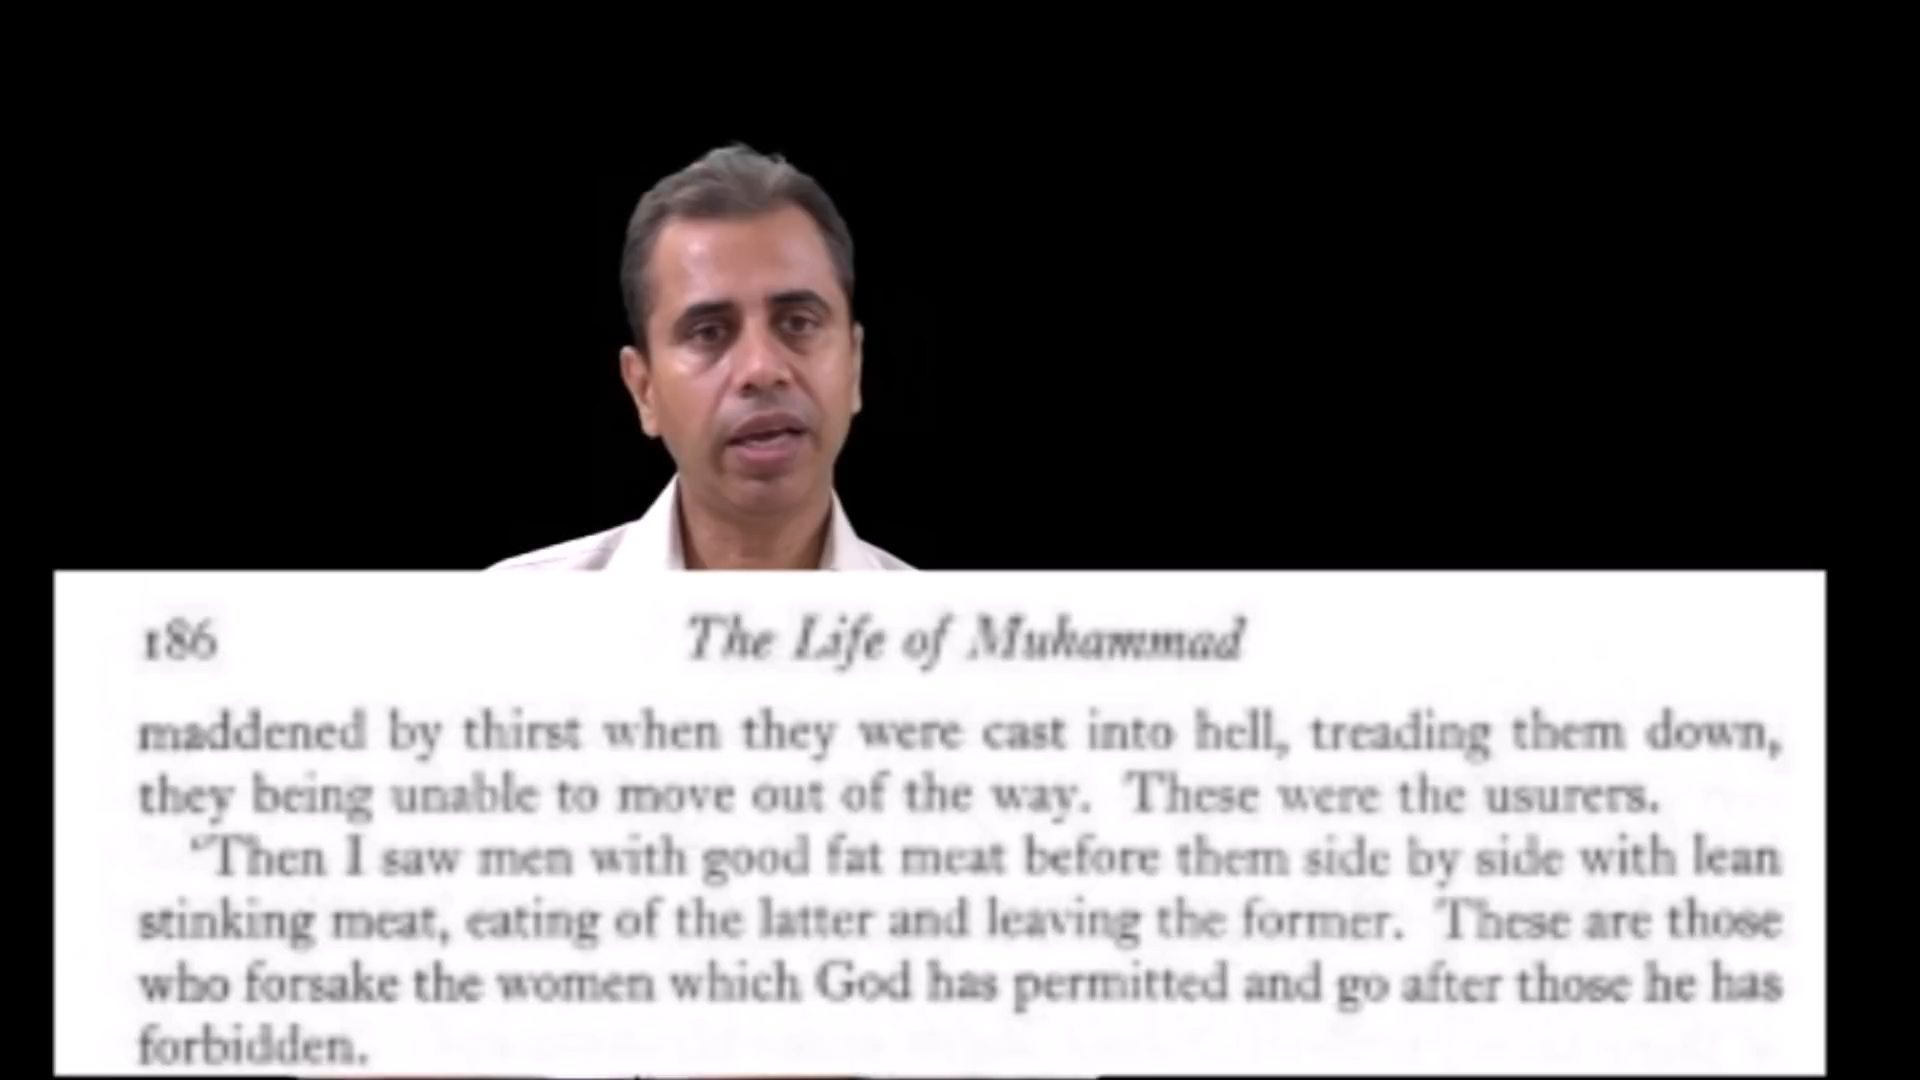 186 The Life of Muhammad
maddened by thirst when they were cast into hell, treading them down,
they being unable to move out of the way. These were the usurers.
'Then I saw men with good fat meat before them side by side with lean
stinking meat, eating of the latter and leaving the former. These are those
who forsake the women which God has permitted and go after those he has
forbidden.